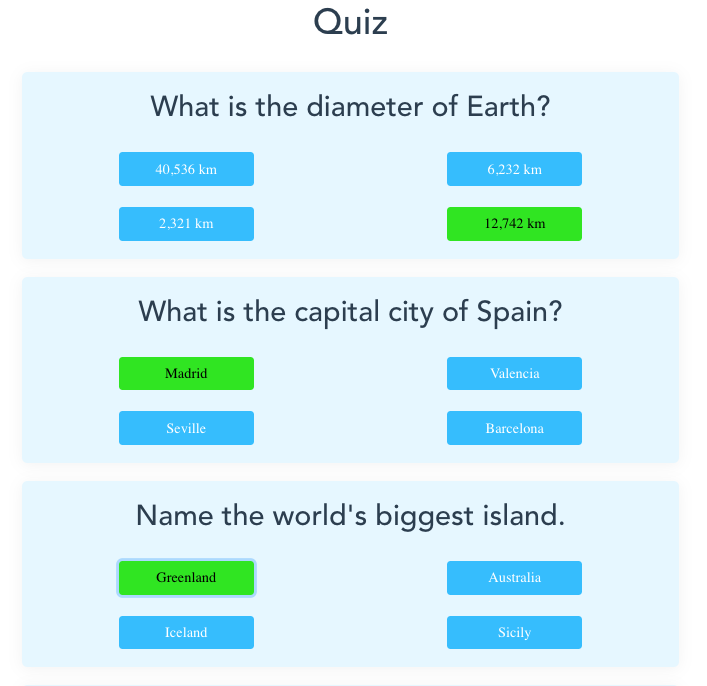 Quiz
What is the diameter of Earth?
40,536 km
6,232 km
2,321 km
12,742 km
What is the capital city of Spain?
Madrid
Valencia
Seville
Barcelona
Name the world's biggest island.
Greenland
Australia
Iceland
Sicily